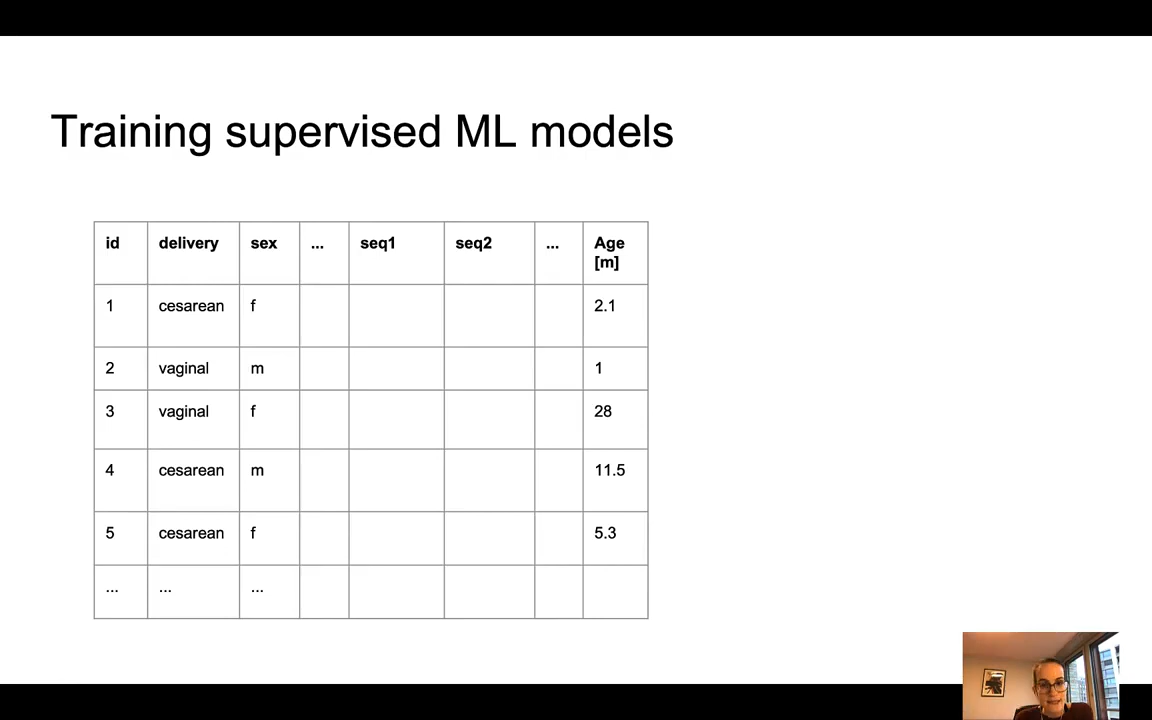 Training supervised ML models
id delivery sex ... seq1 seq2 ... Age
[m]
1 cesarean f 2.1
2 vaginal m 1
3 vaginal f 28
4 cesarean m 11.5
5 cesarean f 5.3
... ... ...